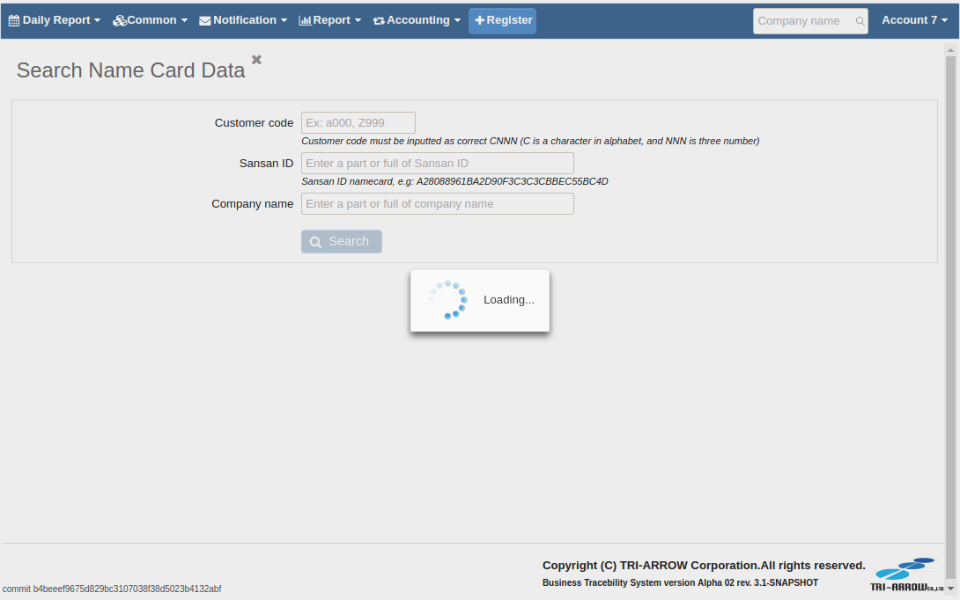 Daily Report Common Notification Report Accounting Register Company name Account 7
Search Name Card Data
Customer code Ex: a000, Z999
Customer code must be inputted as correct CNNN (C is a character in alphabet, and NNN is three number)
Sansan ID Enter a part or full of Sansan ID
Sansan ID namecard, e.g: A28088961BA2D90F3C3C3CBBEC55BC4D
Company name Enter a part or full of company name
Search
Loading...
Copyright (C) TRI-ARROW Corporation.All rights reserved.
Business Tracebility System version Alpha 02 rev. 3.1-SNAPSHOT
TRI-ARROW CO.,LTD
commit b4beeef9675d829bc3107038f38d5023b4132abf